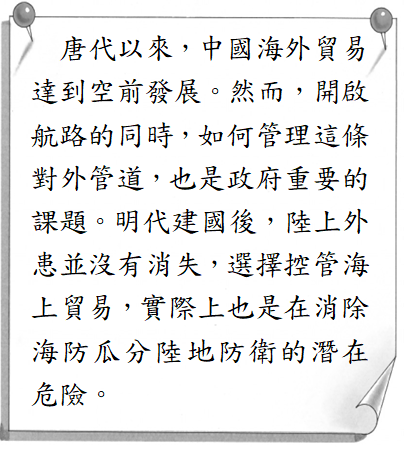 唐代以來，中國海外貿易
達到空前發展。然而，開啟
航路的同時，如何管理這條
對外管道，也是政府重要的
課題。明代建國後，陸上外
患並沒有消失，選擇控管海
上貿易，實際上也是在消除
海防瓜分陸地防衛的潛在
危險。